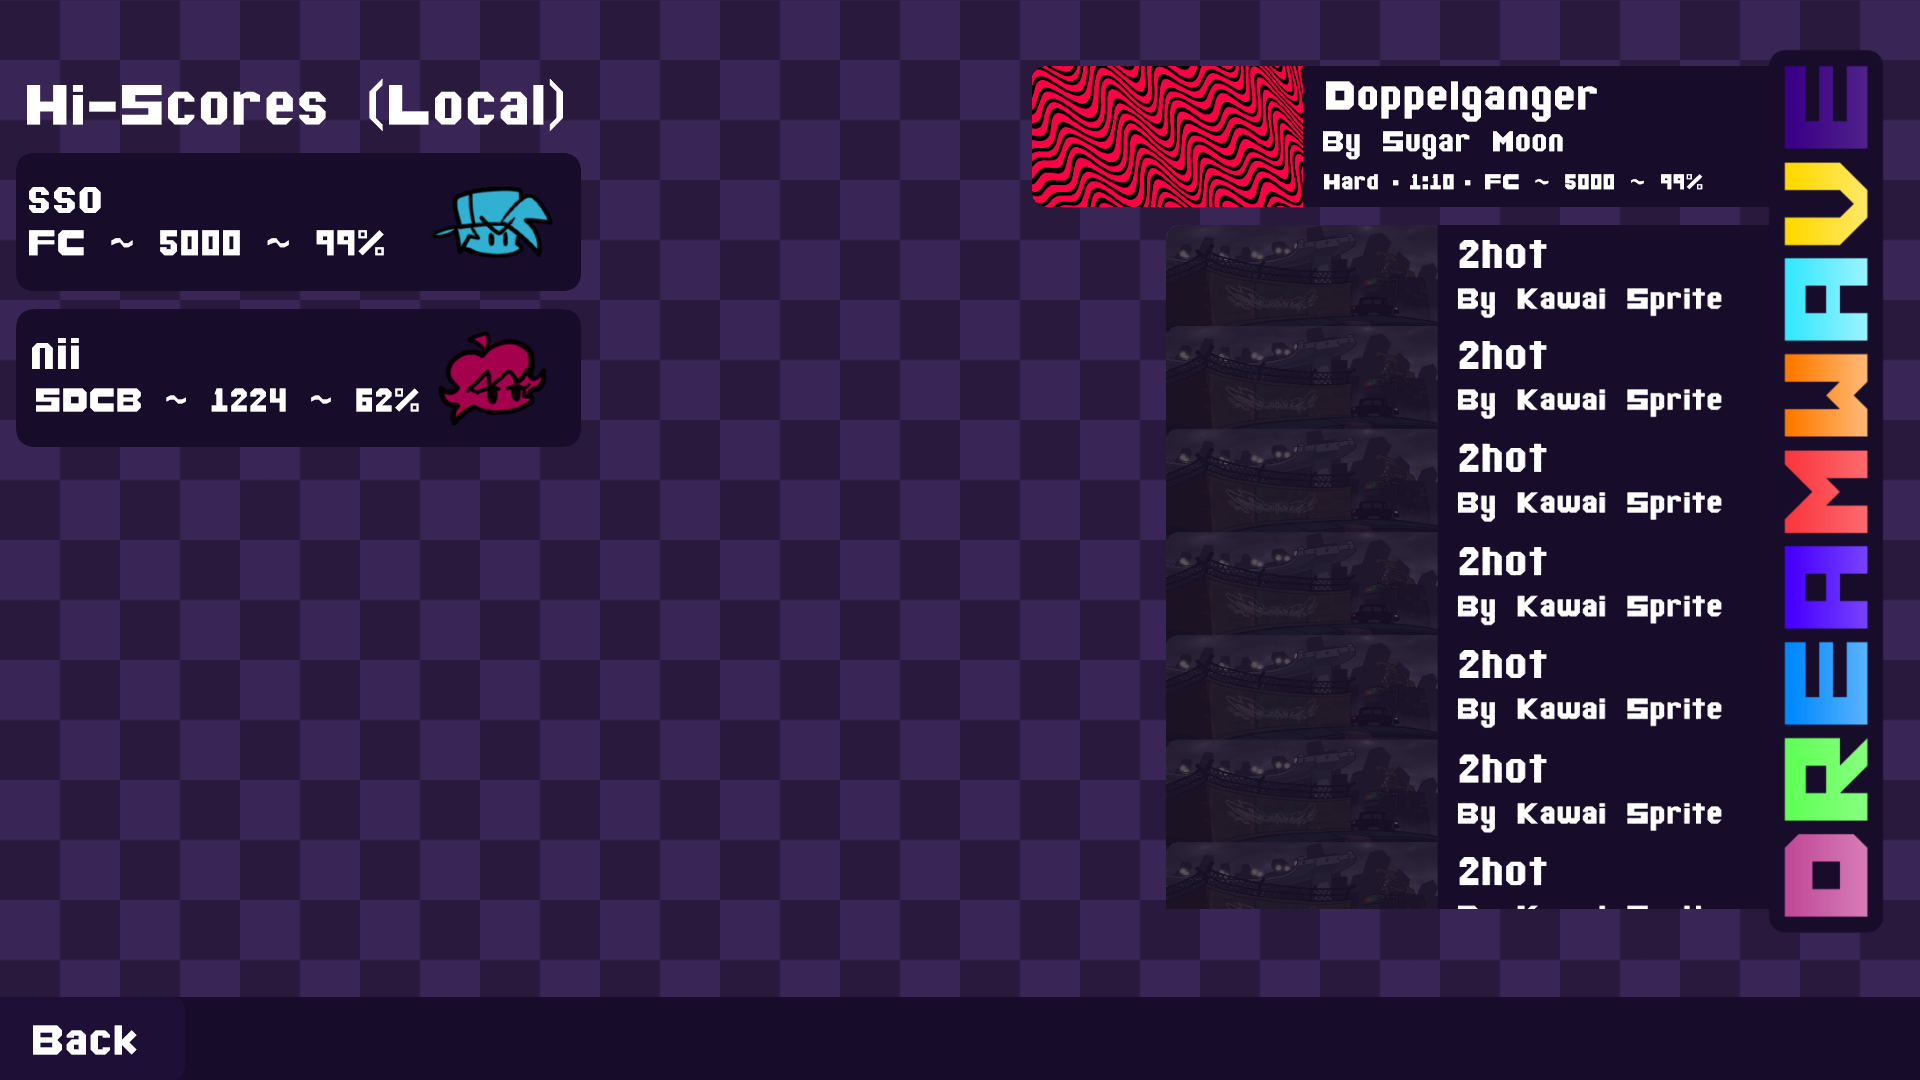 Hi-Scores (Local)
SSO
FC ~ 5000 ~ 99%
nii
SDCB ~ 1224 ~ 62%
Doppelganger
By Sugar Moon
Hard · 1:10 · FC ~ 5000 ~ 99%
2hot
By Kawai Sprite
2hot
By Kawai Sprite
2hot
By Kawai Sprite
2hot
By Kawai Sprite
2hot
By Kawai Sprite
2hot
By Kawai Sprite
2hot
DREAMWAVE
Back